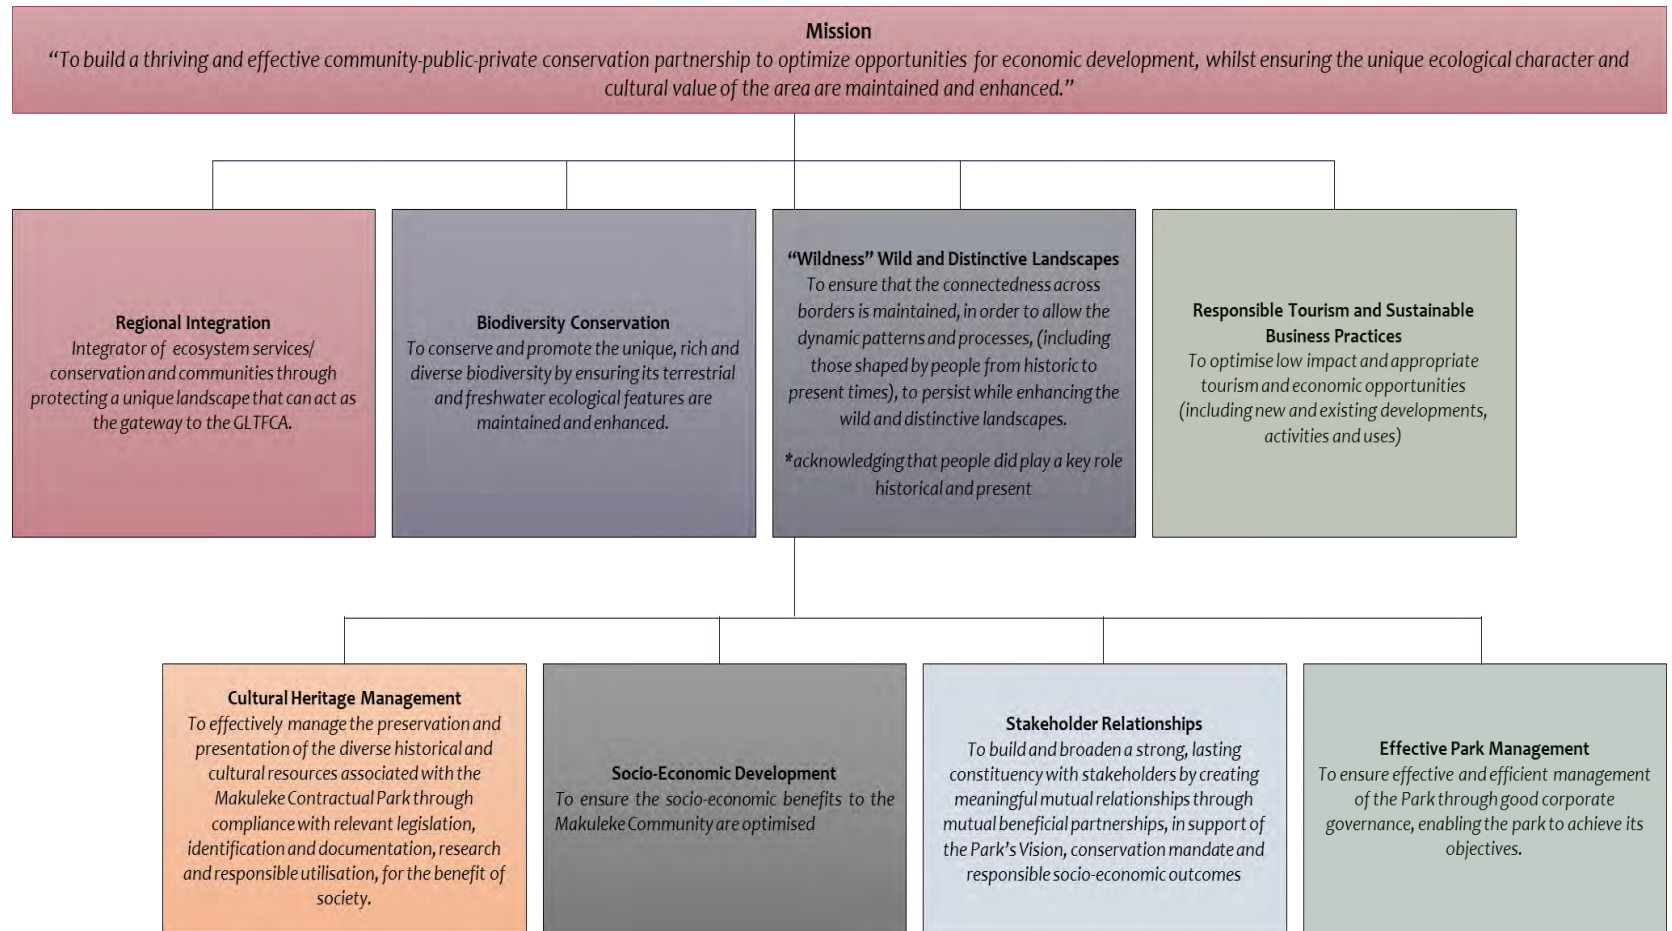 Mission
“To build a thriving and effective community-public-private conservation partnership to optimize opportunities for economic development, whilst ensuring the unique ecological character and
cultural value of the area are maintained and enhanced.”
Regional Integration
Integrator of ecosystem services/
conservation and communities through
protecting a unique landscape that can act as
the gateway to the GLTFCA.
Biodiversity Conservation
To conserve and promote the unique, rich and
diverse biodiversity by ensuring its terrestrial
and freshwater ecological features are
maintained and enhanced.
“Wildness” Wild and Distinctive Landscapes
To ensure that the connectedness across
borders is maintained, in order to allow the
dynamic patterns and processes, (including
those shaped by people from historic to
present times), to persist while enhancing the
wild and distinctive landscapes.
*acknowledging that people did play a key role
historical and present
Responsible Tourism and Sustainable
Business Practices
To optimise low impact and appropriate
tourism and economic opportunities
(including new and existing developments,
activities and uses)
Cultural Heritage Management
To effectively manage the preservation and
presentation of the diverse historical and
cultural resources associated with the
Makuleke Contractual Park through
compliance with relevant legislation,
identification and documentation, research
and responsible utilisation, for the benefit of
society.
Socio-Economic Development
To ensure the socio-economic benefits to the
Makuleke Community are optimised
Stakeholder Relationships
To build and broaden a strong, lasting
constituency with stakeholders by creating
meaningful mutual relationships through
mutual beneficial partnerships, in support of
the Park’s Vision, conservation mandate and
responsible socio-economic outcomes
Effective Park Management
To ensure effective and efficient management
of the Park through good corporate
governance, enabling the park to achieve its
objectives.